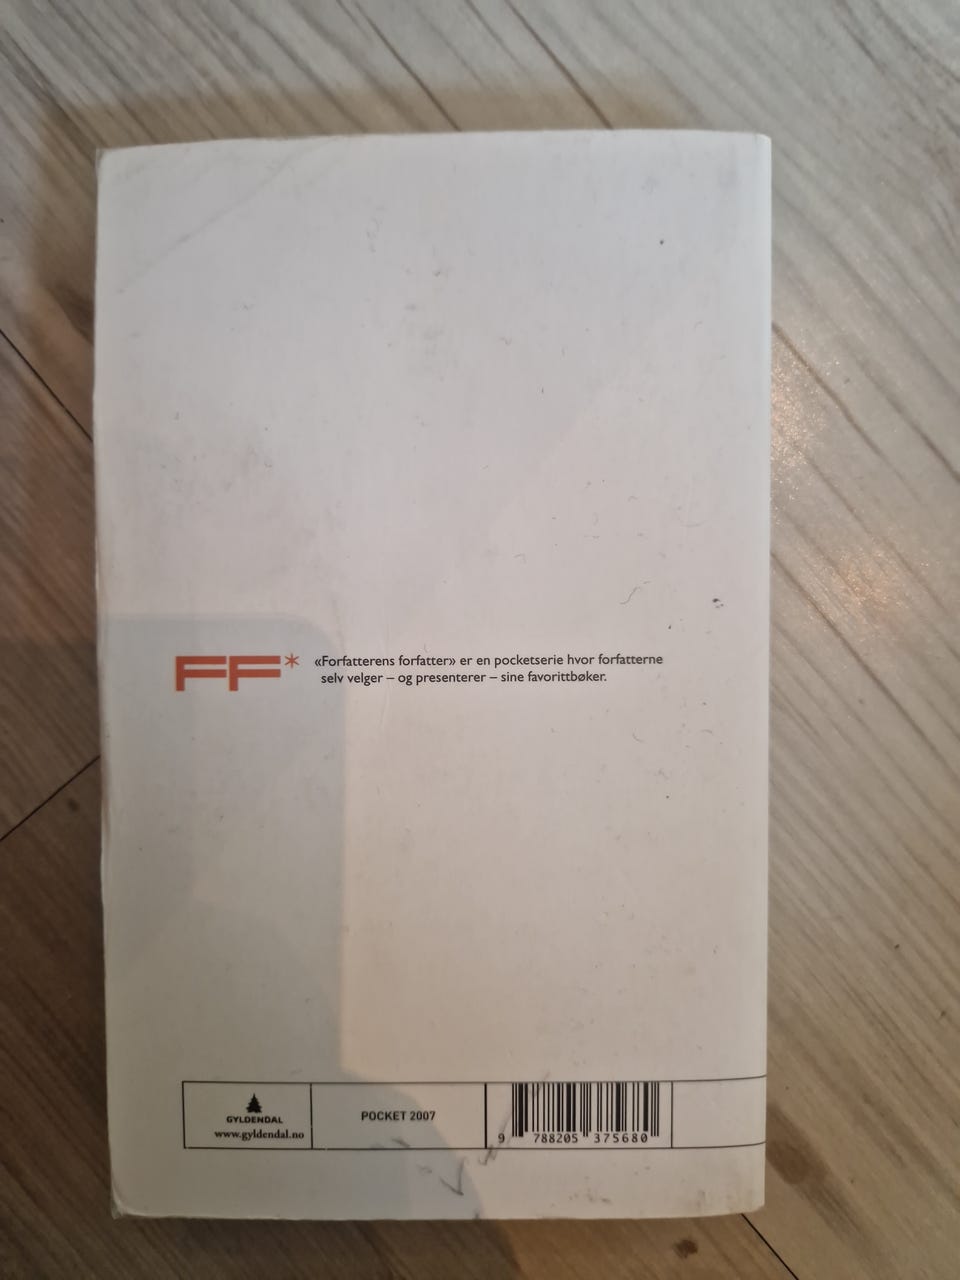 FF* «Forfatterens forfatter» er en pocketserie hvor forfatterne
selv velger – og presenterer – sine favorittbøker.
GYLDENDAL
www.gyldendal.no
POCKET 2007
9 788205 375680